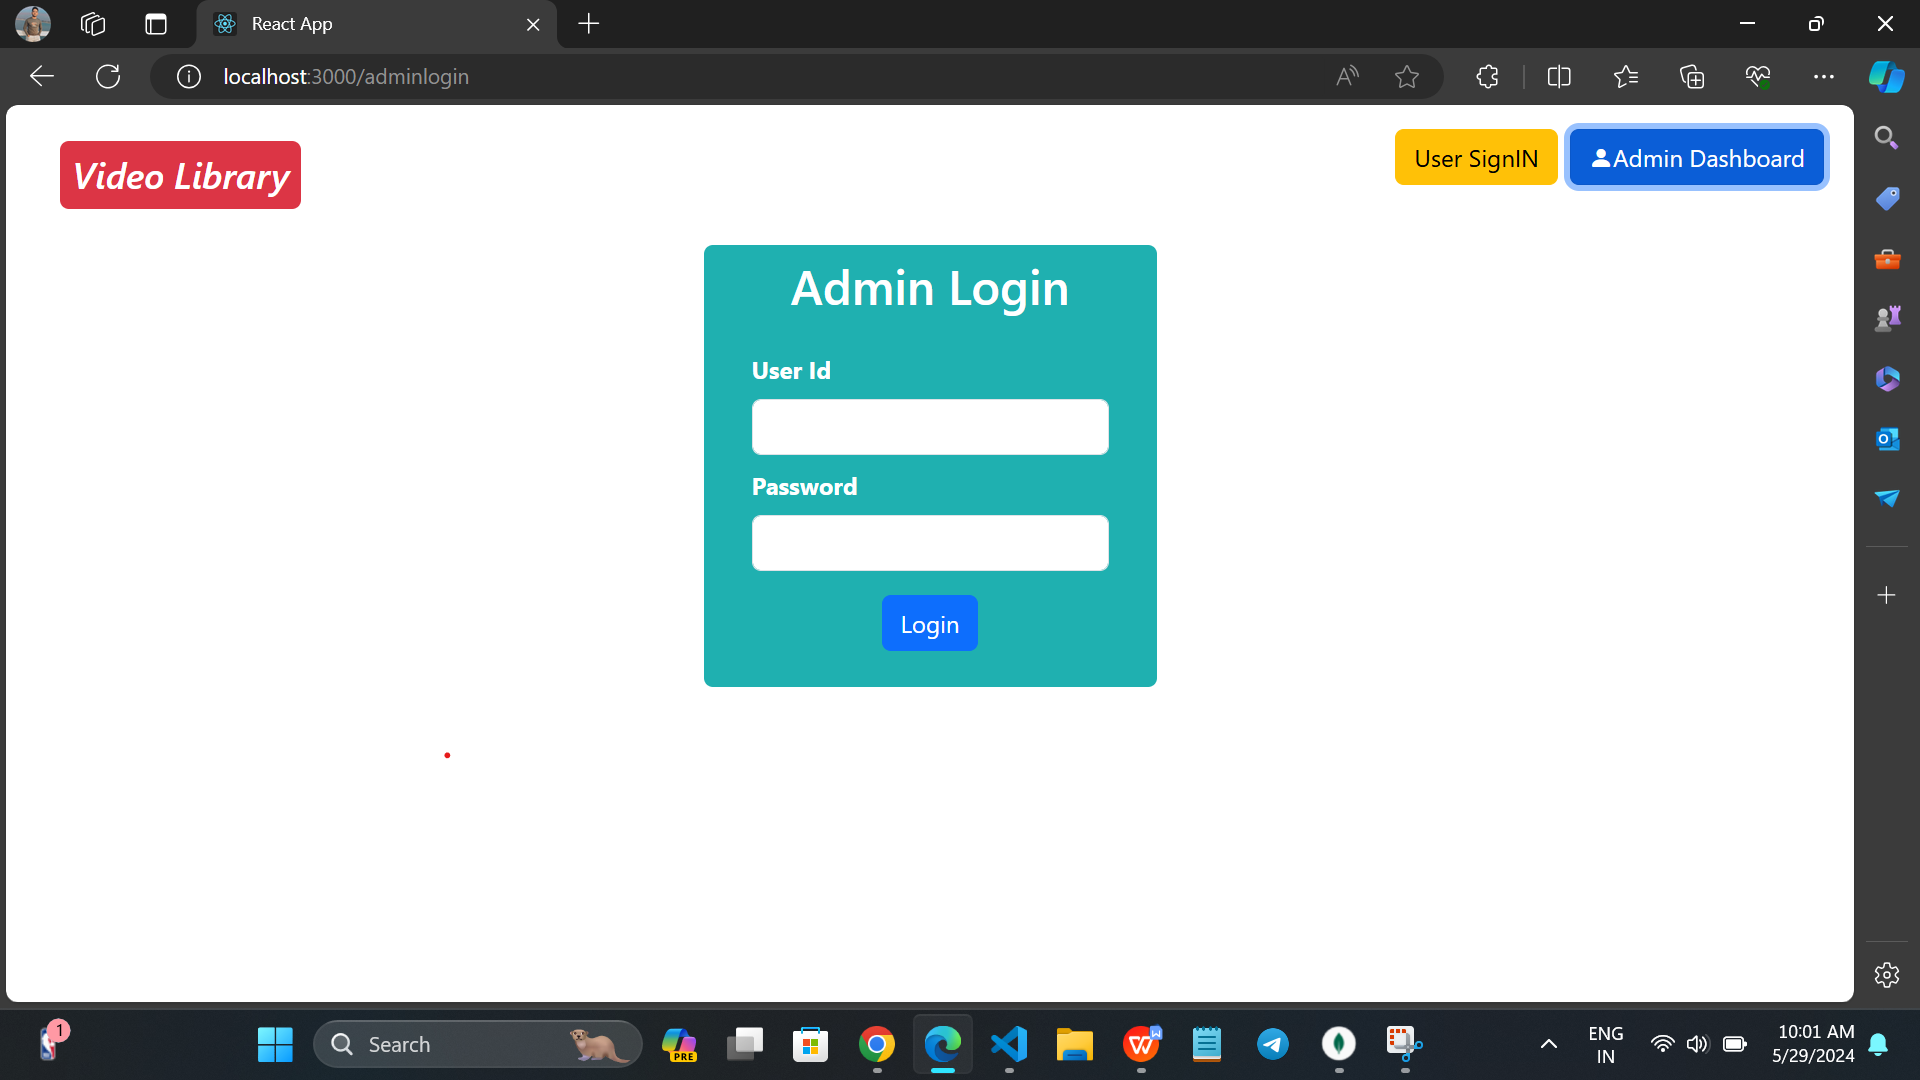 React App
localhost:3000/adminlogin
Video Library
User SignIN
Admin Dashboard
Admin Login
User Id
Password
Login
1
Search
PRE
W
W
O
ENG
IN
10:01 AM
5/29/2024